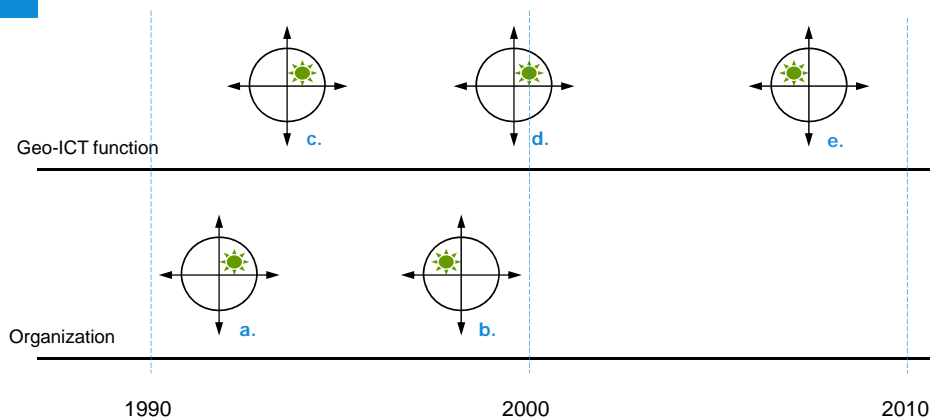 c. d. e.
Geo-ICT function
a. b.
Organization
1990 2000 2010